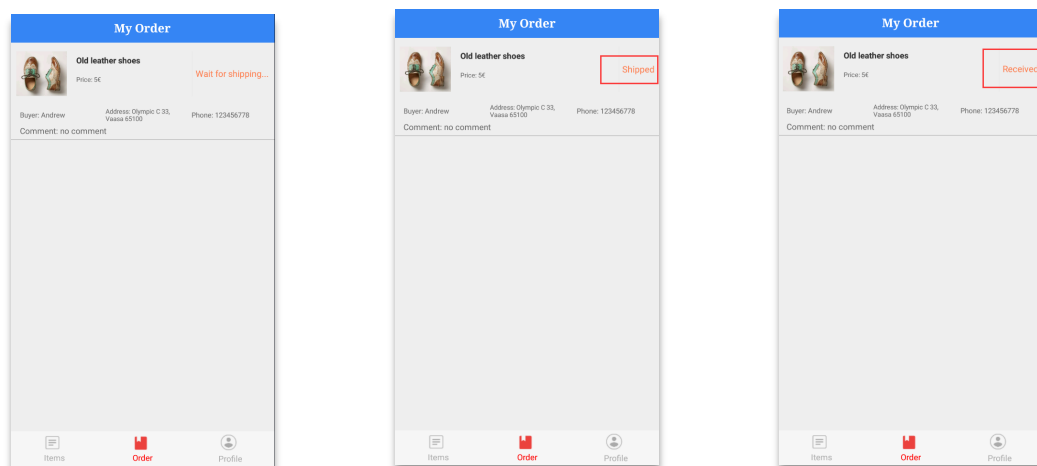 My Order
Old leather shoes
Price: 5€
Wait for shipping...
Buyer: Andrew
Address: Olympic C 33,
Vaasa 65100
Phone: 123456778
Comment: no comment
Items
Order
Profile
My Order
Old leather shoes
Price: 5€
Shipped
Buyer: Andrew
Address: Olympic C 33,
Vaasa 65100
Phone: 123456778
Comment: no comment
Items
Order
Profile
My Order
Old leather shoes
Price: 5€
Received
Buyer: Andrew
Address: Olympic C 33,
Vaasa 65100
Phone: 123456778
Comment: no comment
Items
Order
Profile